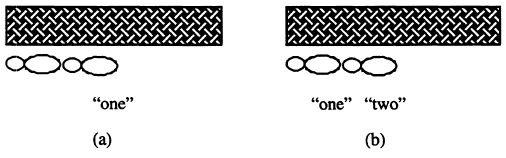 “one”
“one” “two”
(a)
(b)